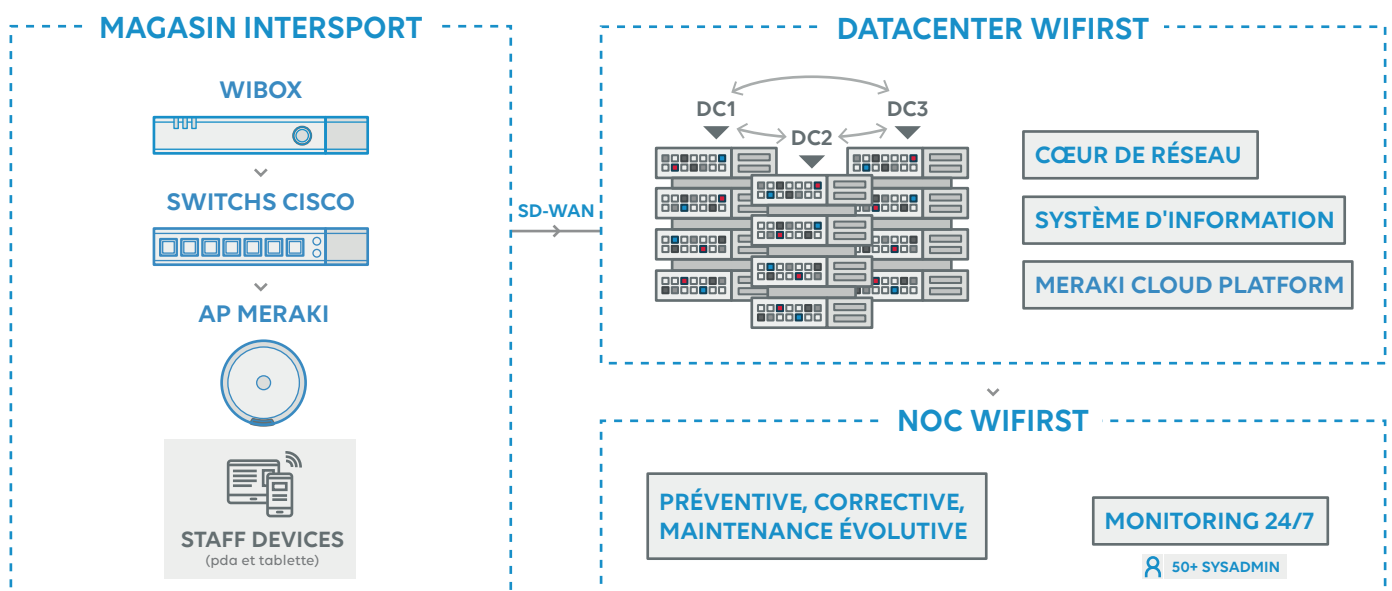 MAGASIN INTERSPORT
WIBOX
SWITCHS CISCO
AP MERAKI
STAFF DEVICES
(pda et tablette)
SD-WAN
DATACENTER WIFIRST
DC1
DC2
DC3
CŒUR DE RÉSEAU
SYSTÈME D'INFORMATION
MERAKI CLOUD PLATFORM
NOC WIFIRST
PRÉVENTIVE, CORRECTIVE,
MAINTENANCE ÉVOLUTIVE
MONITORING 24/7
50+ SYSADMIN